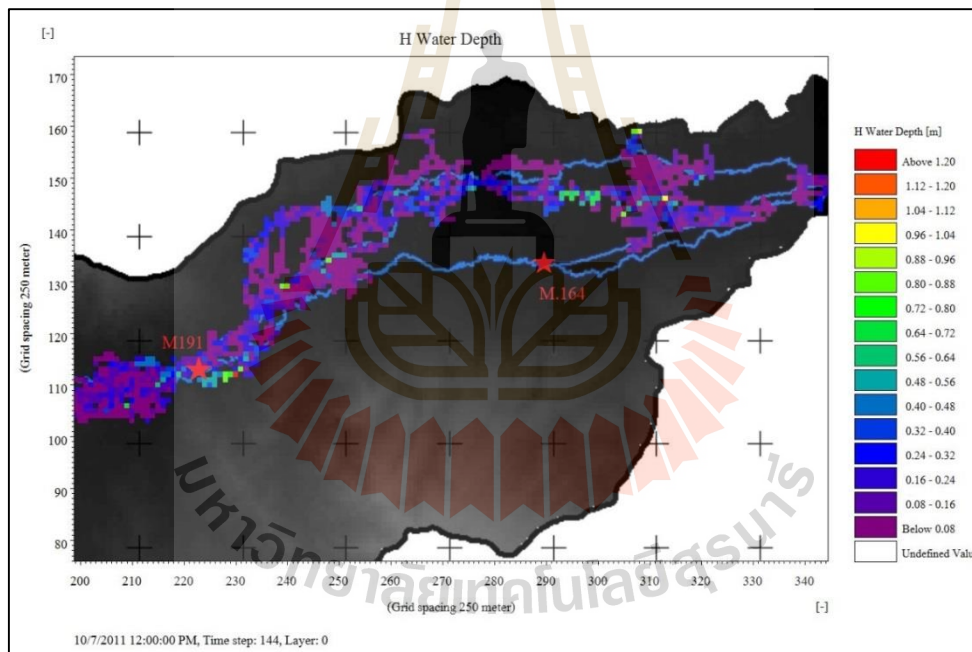 [-]
H Water Depth
170
160
150
140
130
120
110
100
90
80
(Grid spacing 250 meter)
M191
M.164
200 210 220 230 240 250 260 270 280 290 300 310 320 330 340
(Grid spacing 250 meter)
[-]
10/7/2011 12:00:00 PM, Time step: 144, Layer: 0
H Water Depth [m]
Above 1.20
1.12 - 1.20
1.04 - 1.12
0.96 - 1.04
0.88 - 0.96
0.80 - 0.88
0.72 - 0.80
0.64 - 0.72
0.56 - 0.64
0.48 - 0.56
0.40 - 0.48
0.32 - 0.40
0.24 - 0.32
0.16 - 0.24
0.08 - 0.16
Below 0.08
Undefined Valu
มหาวิทยาลัยเทคโนโลยีสุรนารี